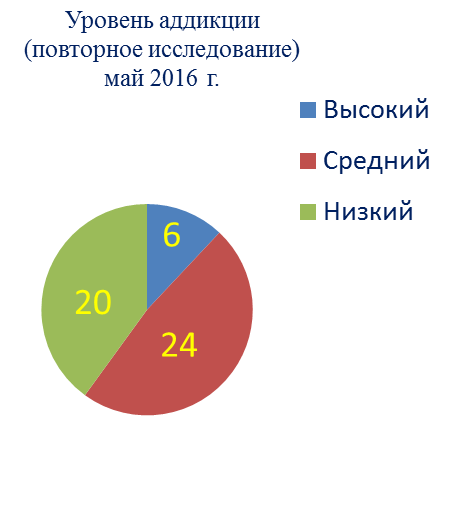 Уровень аддикции
(повторное исследование)
май 2016 г.
Высокий
Средний
Низкий
6
20
24